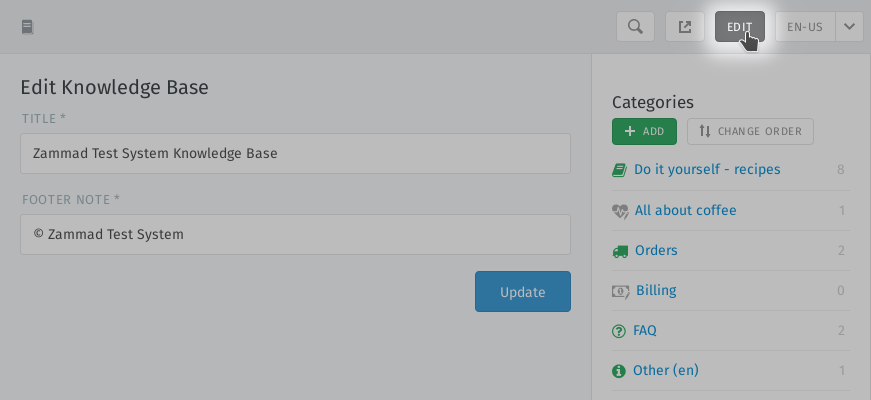 EDIT
EN-US
Edit Knowledge Base
TITLE *
Zammad Test System Knowledge Base
FOOTER NOTE *
© Zammad Test System
Update
Categories
ADD
CHANGE ORDER
Do it yourself - recipes 8
All about coffee 1
Orders 2
Billing 0
FAQ 2
Other (en) 1